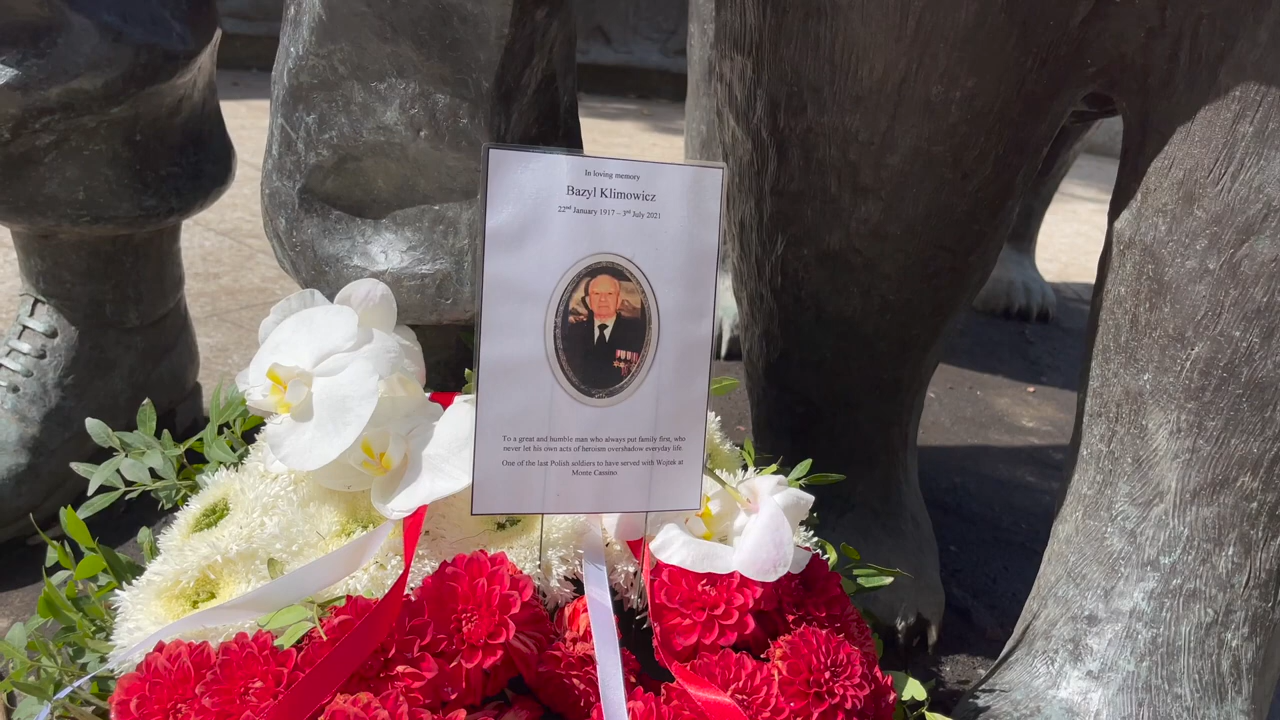 In loving memory
Bazyl Klimowicz
22nd January 1917 – 3rd July 2021
To a great and humble man who always put family first, who
never let his own acts of heroism overshadow everyday life.
One of the last Polish soldiers to have served with Wojtek at
Monte Cassino